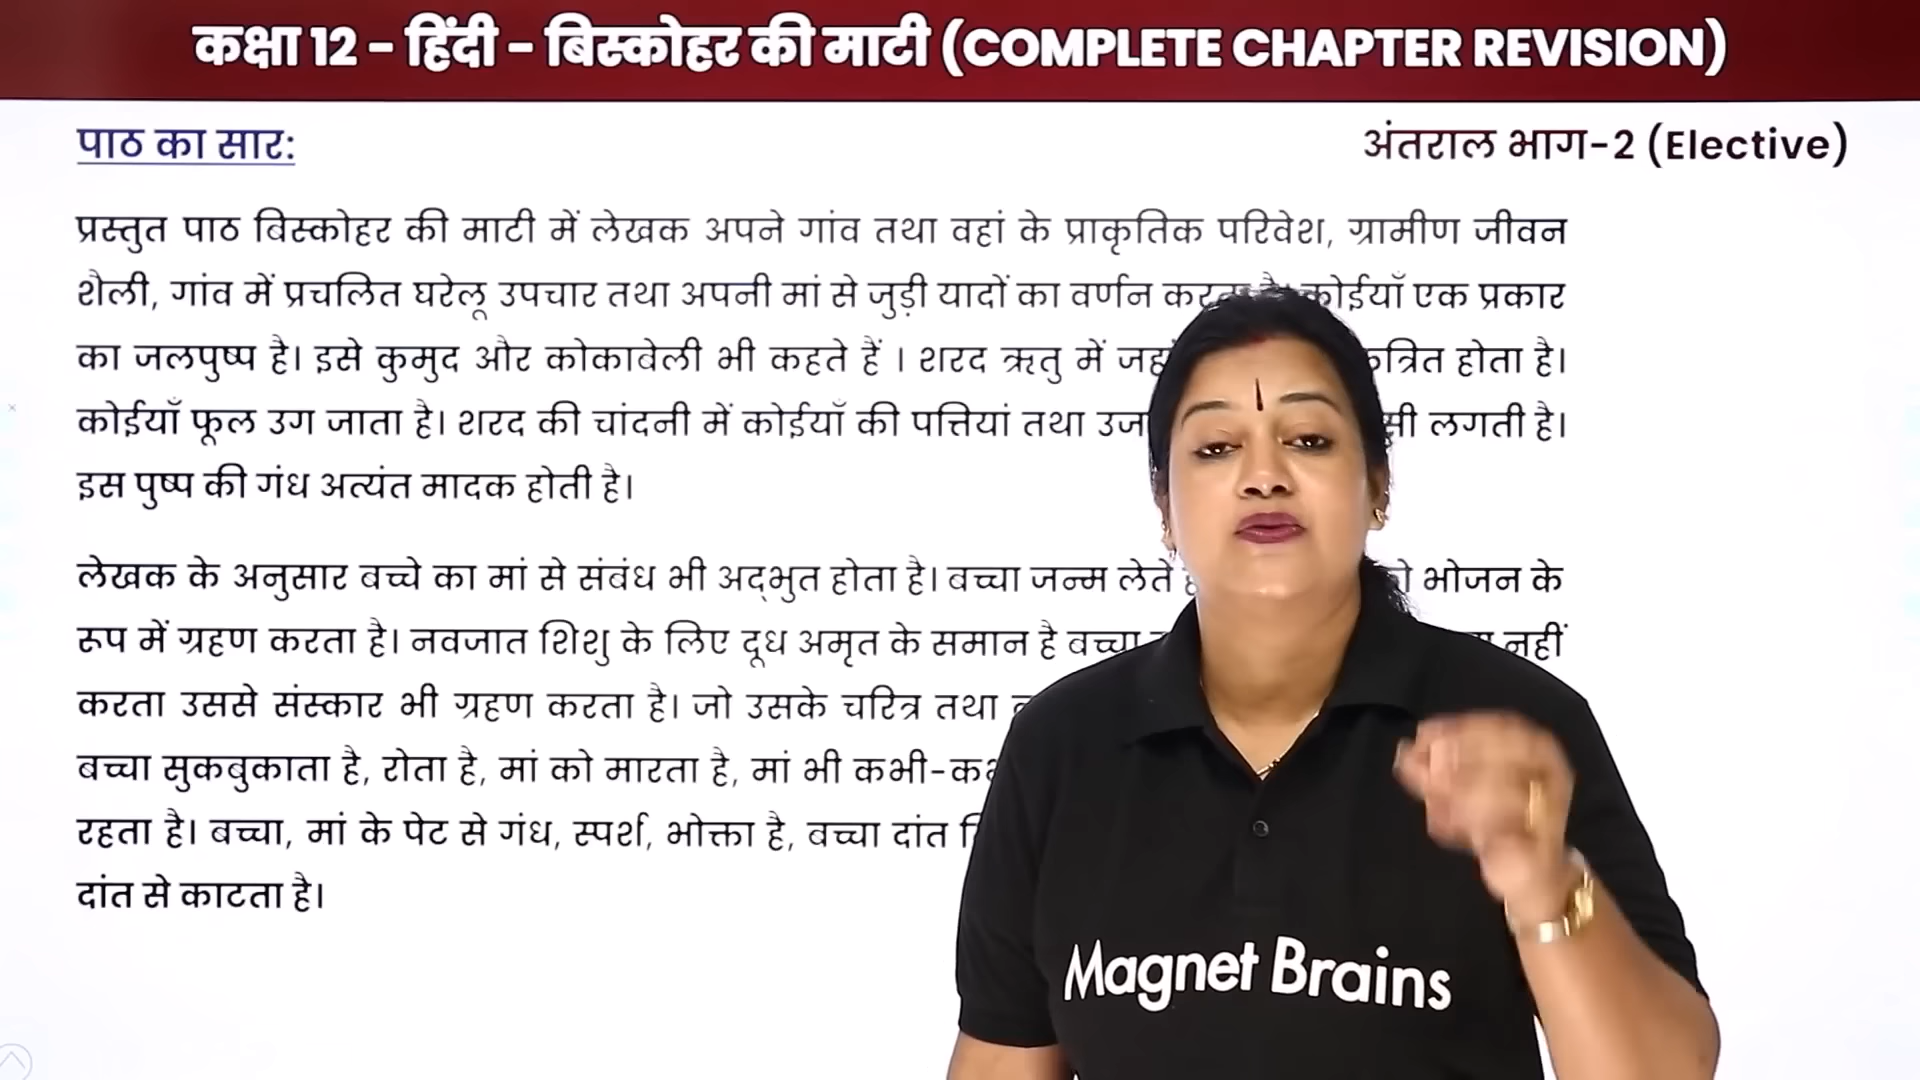 कक्षा 12 - हिंदी - बिस्कोहर की माटी (COMPLETE CHAPTER REVISION)
पाठ का सार:
अंतराल भाग-2 (Elective)
प्रस्तुत पाठ बिस्कोहर की माटी में लेखक अपने गांव तथा वहां के प्राकृतिक परिवेश, ग्रामीण जीवन
शैली, गांव में प्रचलित घरेलू उपचार तथा अपनी मां से जुड़ी यादों का वर्णन एक प्रकार
का जलपुष्प है। इसे कुमुद और कोकाबेली भी कहते हैं । शरद ऋतु में होता है।
कोईयाँ फूल उग जाता है। शरद की चांदनी में कोईयाँ की पत्तियां तथा लगती है।
इस पुष्प की गंध अत्यंत मादक होती है।
लेखक के अनुसार बच्चे का मां से संबंध भी अद्‌भुत होता है। बच्चा जन्म लेते भोजन के
रूप में ग्रहण करता है। नवजात शिशु के लिए दूध अमृत के समान है बच्चा नहीं
करता उससे संस्कार भी ग्रहण करता है। जो उसके चरित्र तथा
बच्चा सुकबुकाता है, रोता है, मां को मारता है, मां भी
रहता है। बच्चा, मां के पेट से गंध, स्पर्श, भोक्ता है, बच्चा दांत
दांत से काटता है।
Magnet Brains